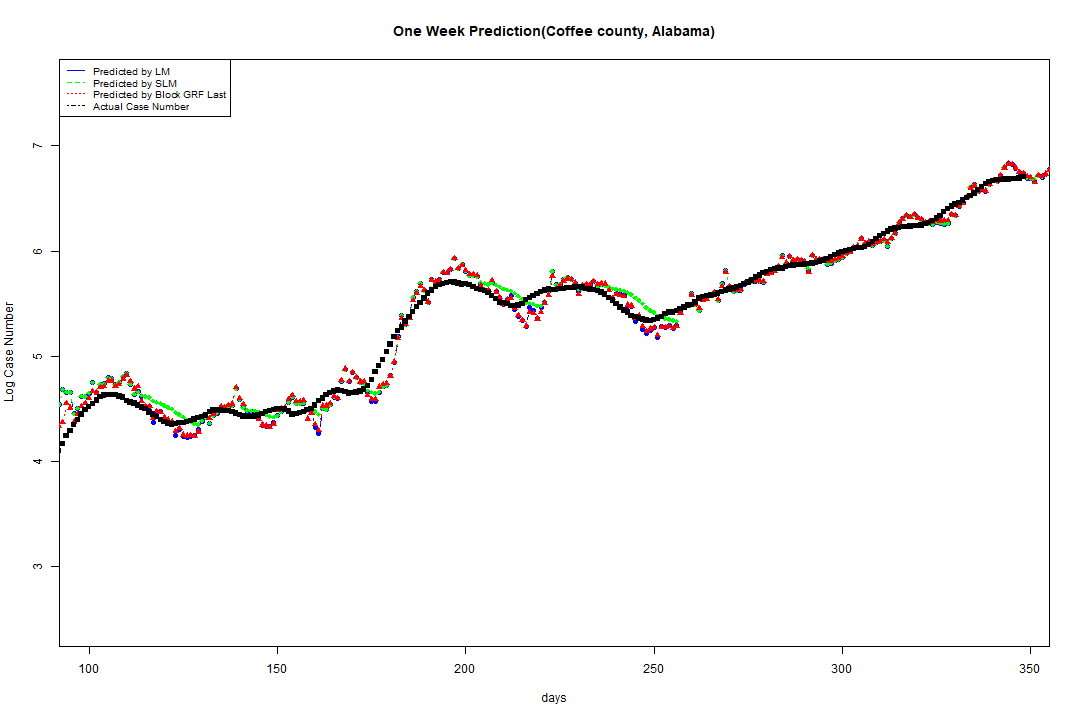 One Week Prediction(Coffee county, Alabama)
Predicted by LM
Predicted by SLM
Predicted by Block GRF Last
Actual Case Number
7
6
5
4
3
Log Case Number
100 150 200 250 300 350
days